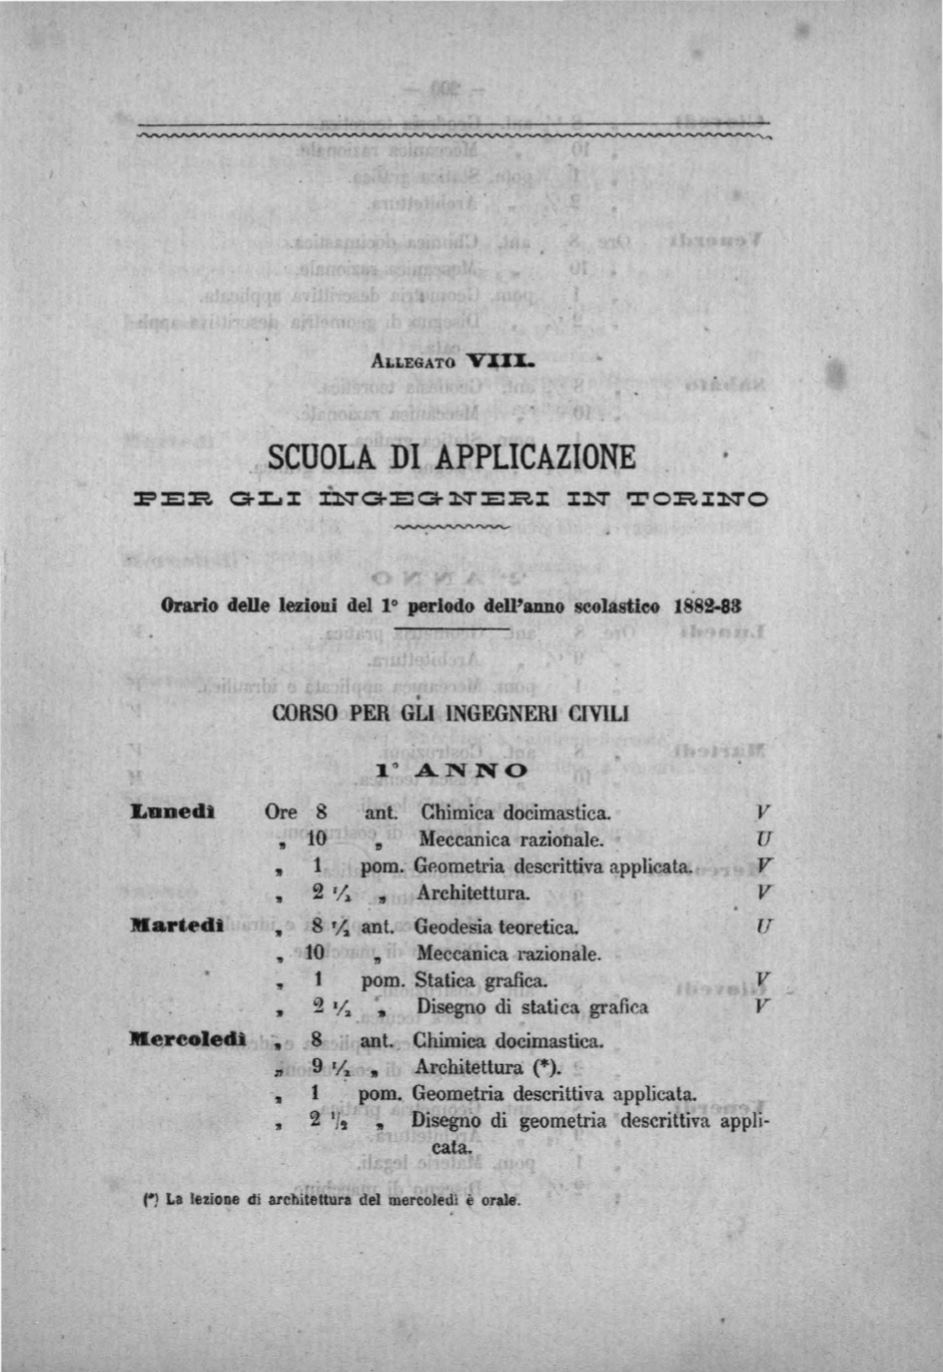 ALLEGATO VIII.
SCUOLA DI APPLICAZIONE
PER GLI INGEGNERI IN TORINO
Orario delle lezioni del 1° periodo dell'anno scolastico 1882-83
CORSO PER GLI INGEGNERI CIVILI
1° ANNO
Lunedì Ore 8 ant. Chimica docimastica. V
„ 10 „ Meccanica razionale. U
„ 1 pom. Geometria descrittiva applicata. V
„ 2 1/2 „ Architettura. V
Martedì „ 8 1/2 ant. Geodesia teoretica. U
„ 10 „ Meccanica razionale.
„ 1 pom. Statica grafica. V
„ 2 1/2 „ Disegno di statica grafica V
Mercoledì „ 8 ant. Chimica docimastica.
„ 9 1/2 „ Architettura (*).
„ 1 pom. Geometria descrittiva applicata.
„ 2 1/2 „ Disegno di geometria descrittiva appli-
cata.
(*) La lezione di architettura del mercoledì è orale.